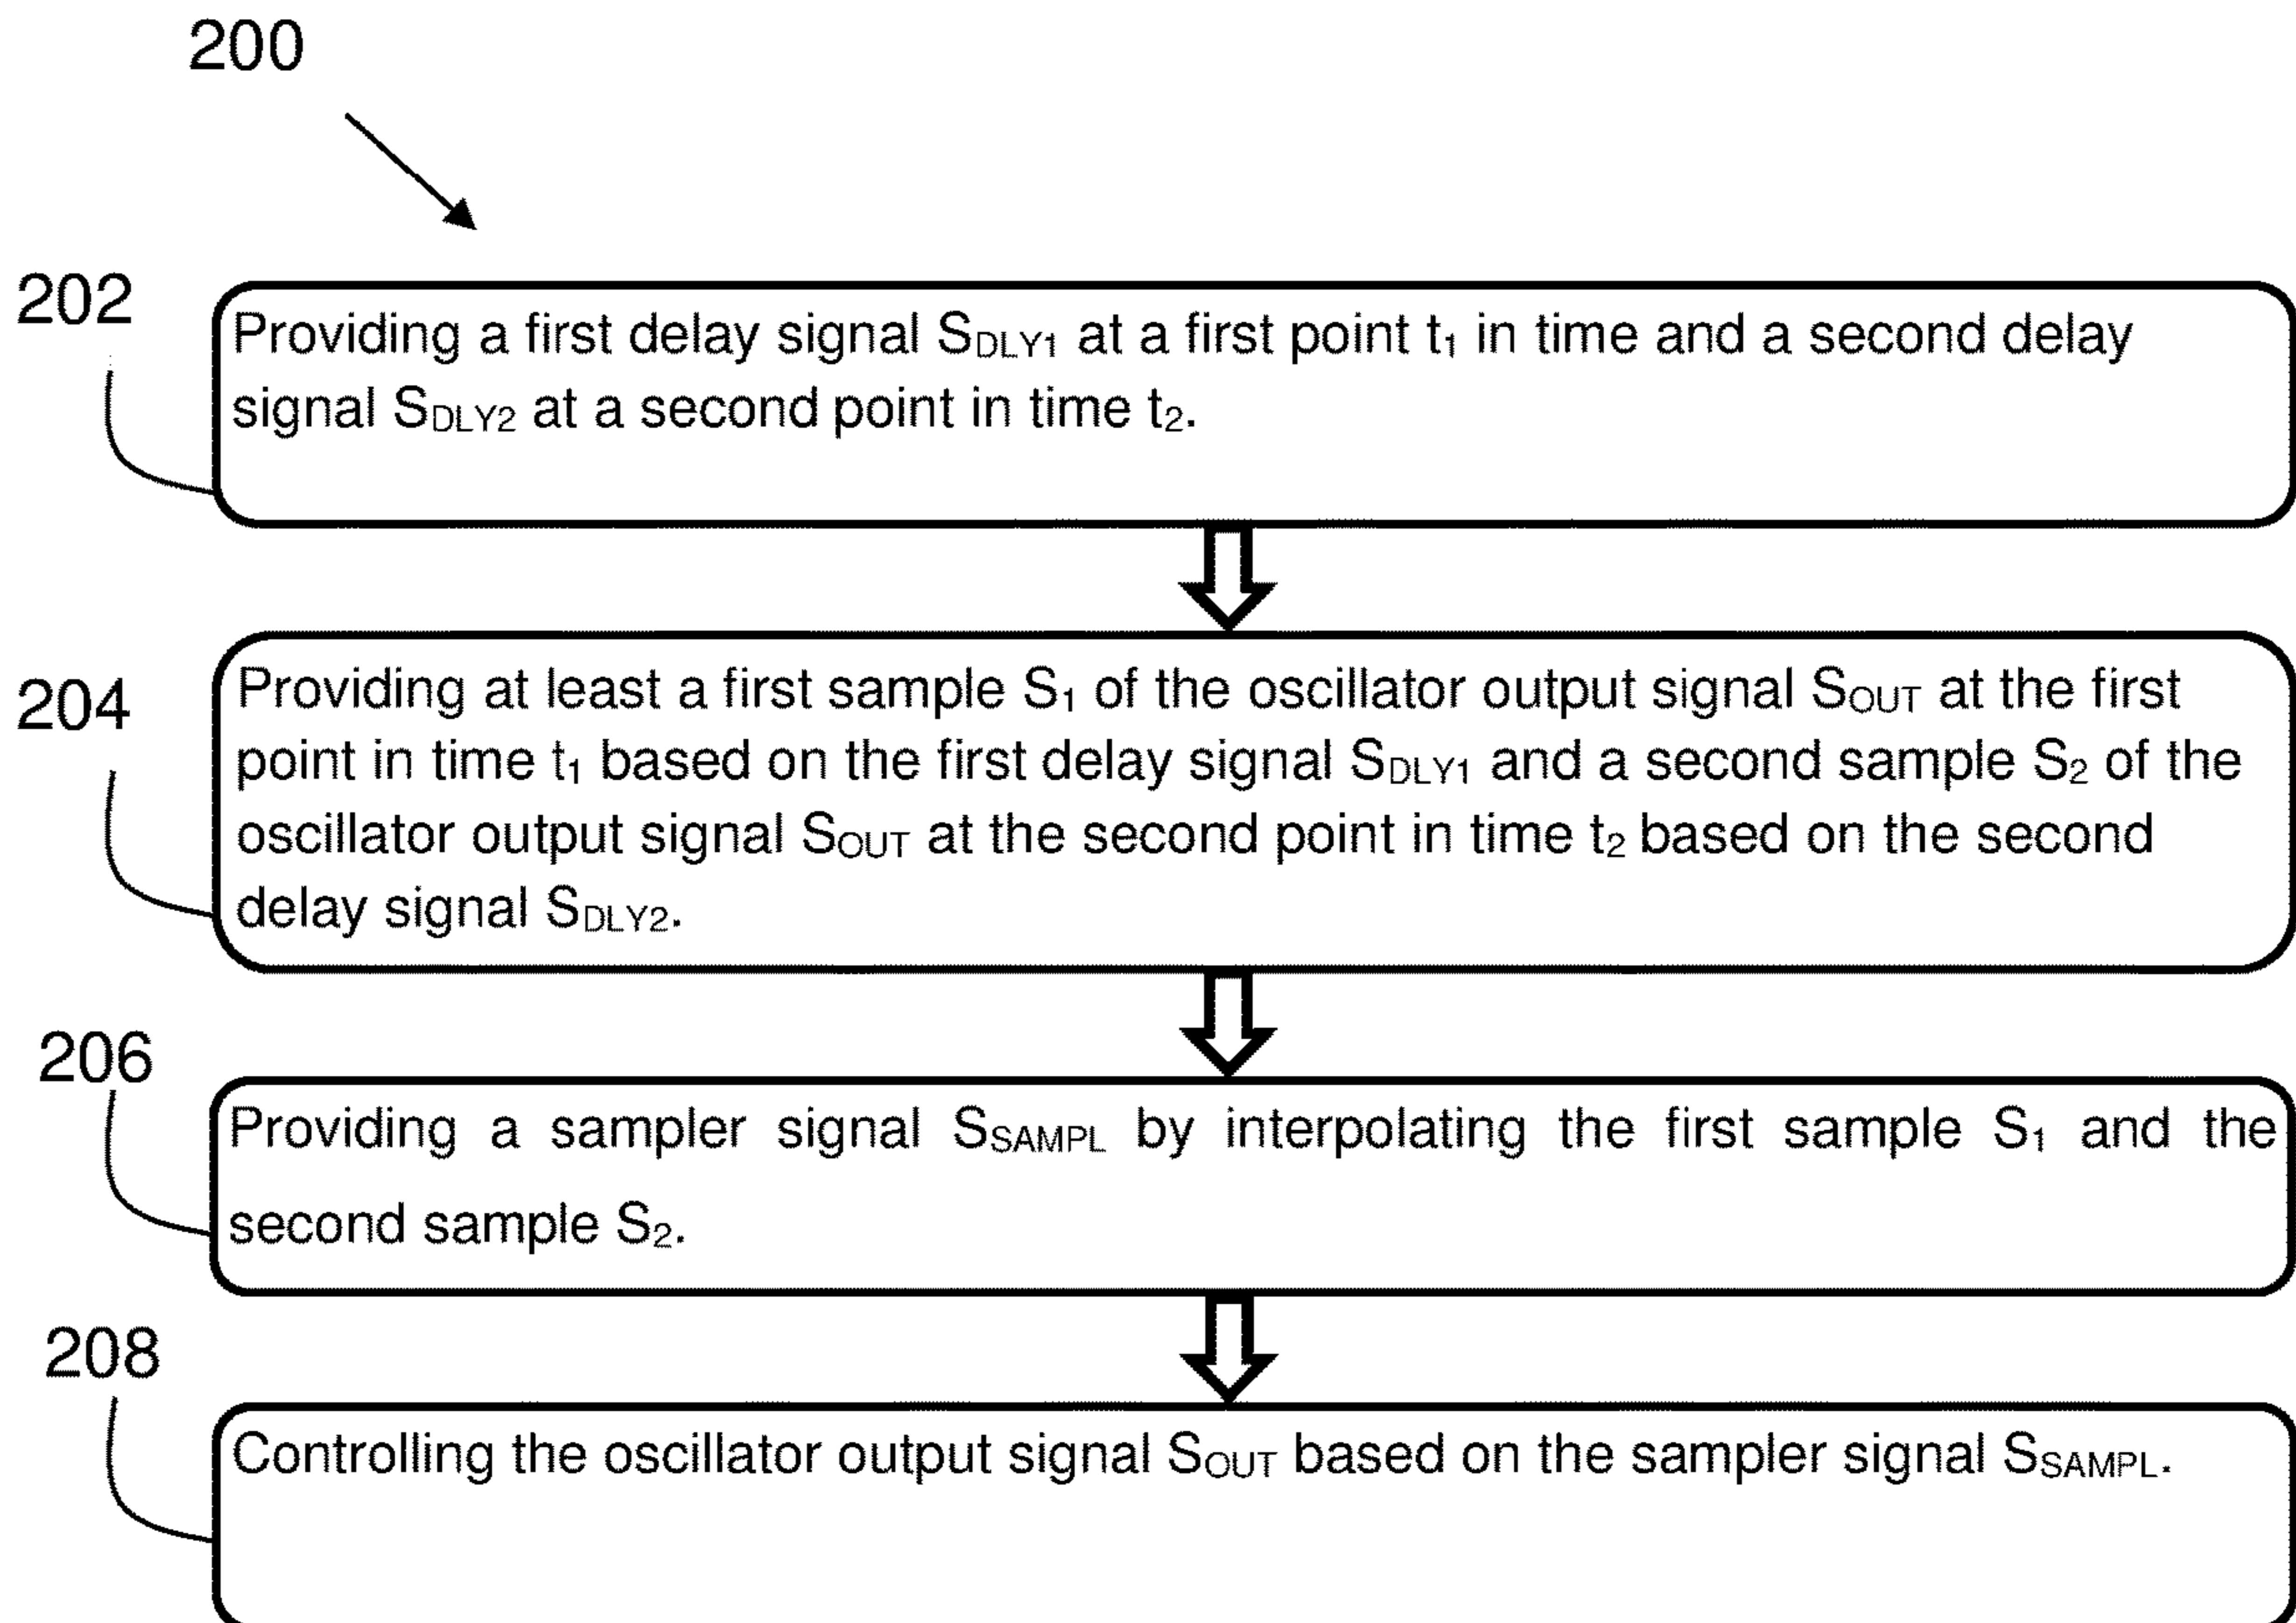 200
202
Providing a first delay signal SDLY1 at a first point t1 in time and a second delay
signal SDLY2 at a second point in time t2.
204
Providing at least a first sample S1 of the oscillator output signal SOUT at the first
point in time t1 based on the first delay signal SDLY1 and a second sample S2 of the
oscillator output signal SOUT at the second point in time t2 based on the second
delay signal SDLY2.
206
Providing a sampler signal SSAMPL by interpolating the first sample S1 and the
second sample S2.
208
Controlling the oscillator output signal SOUT based on the sampler signal SSAMPL.